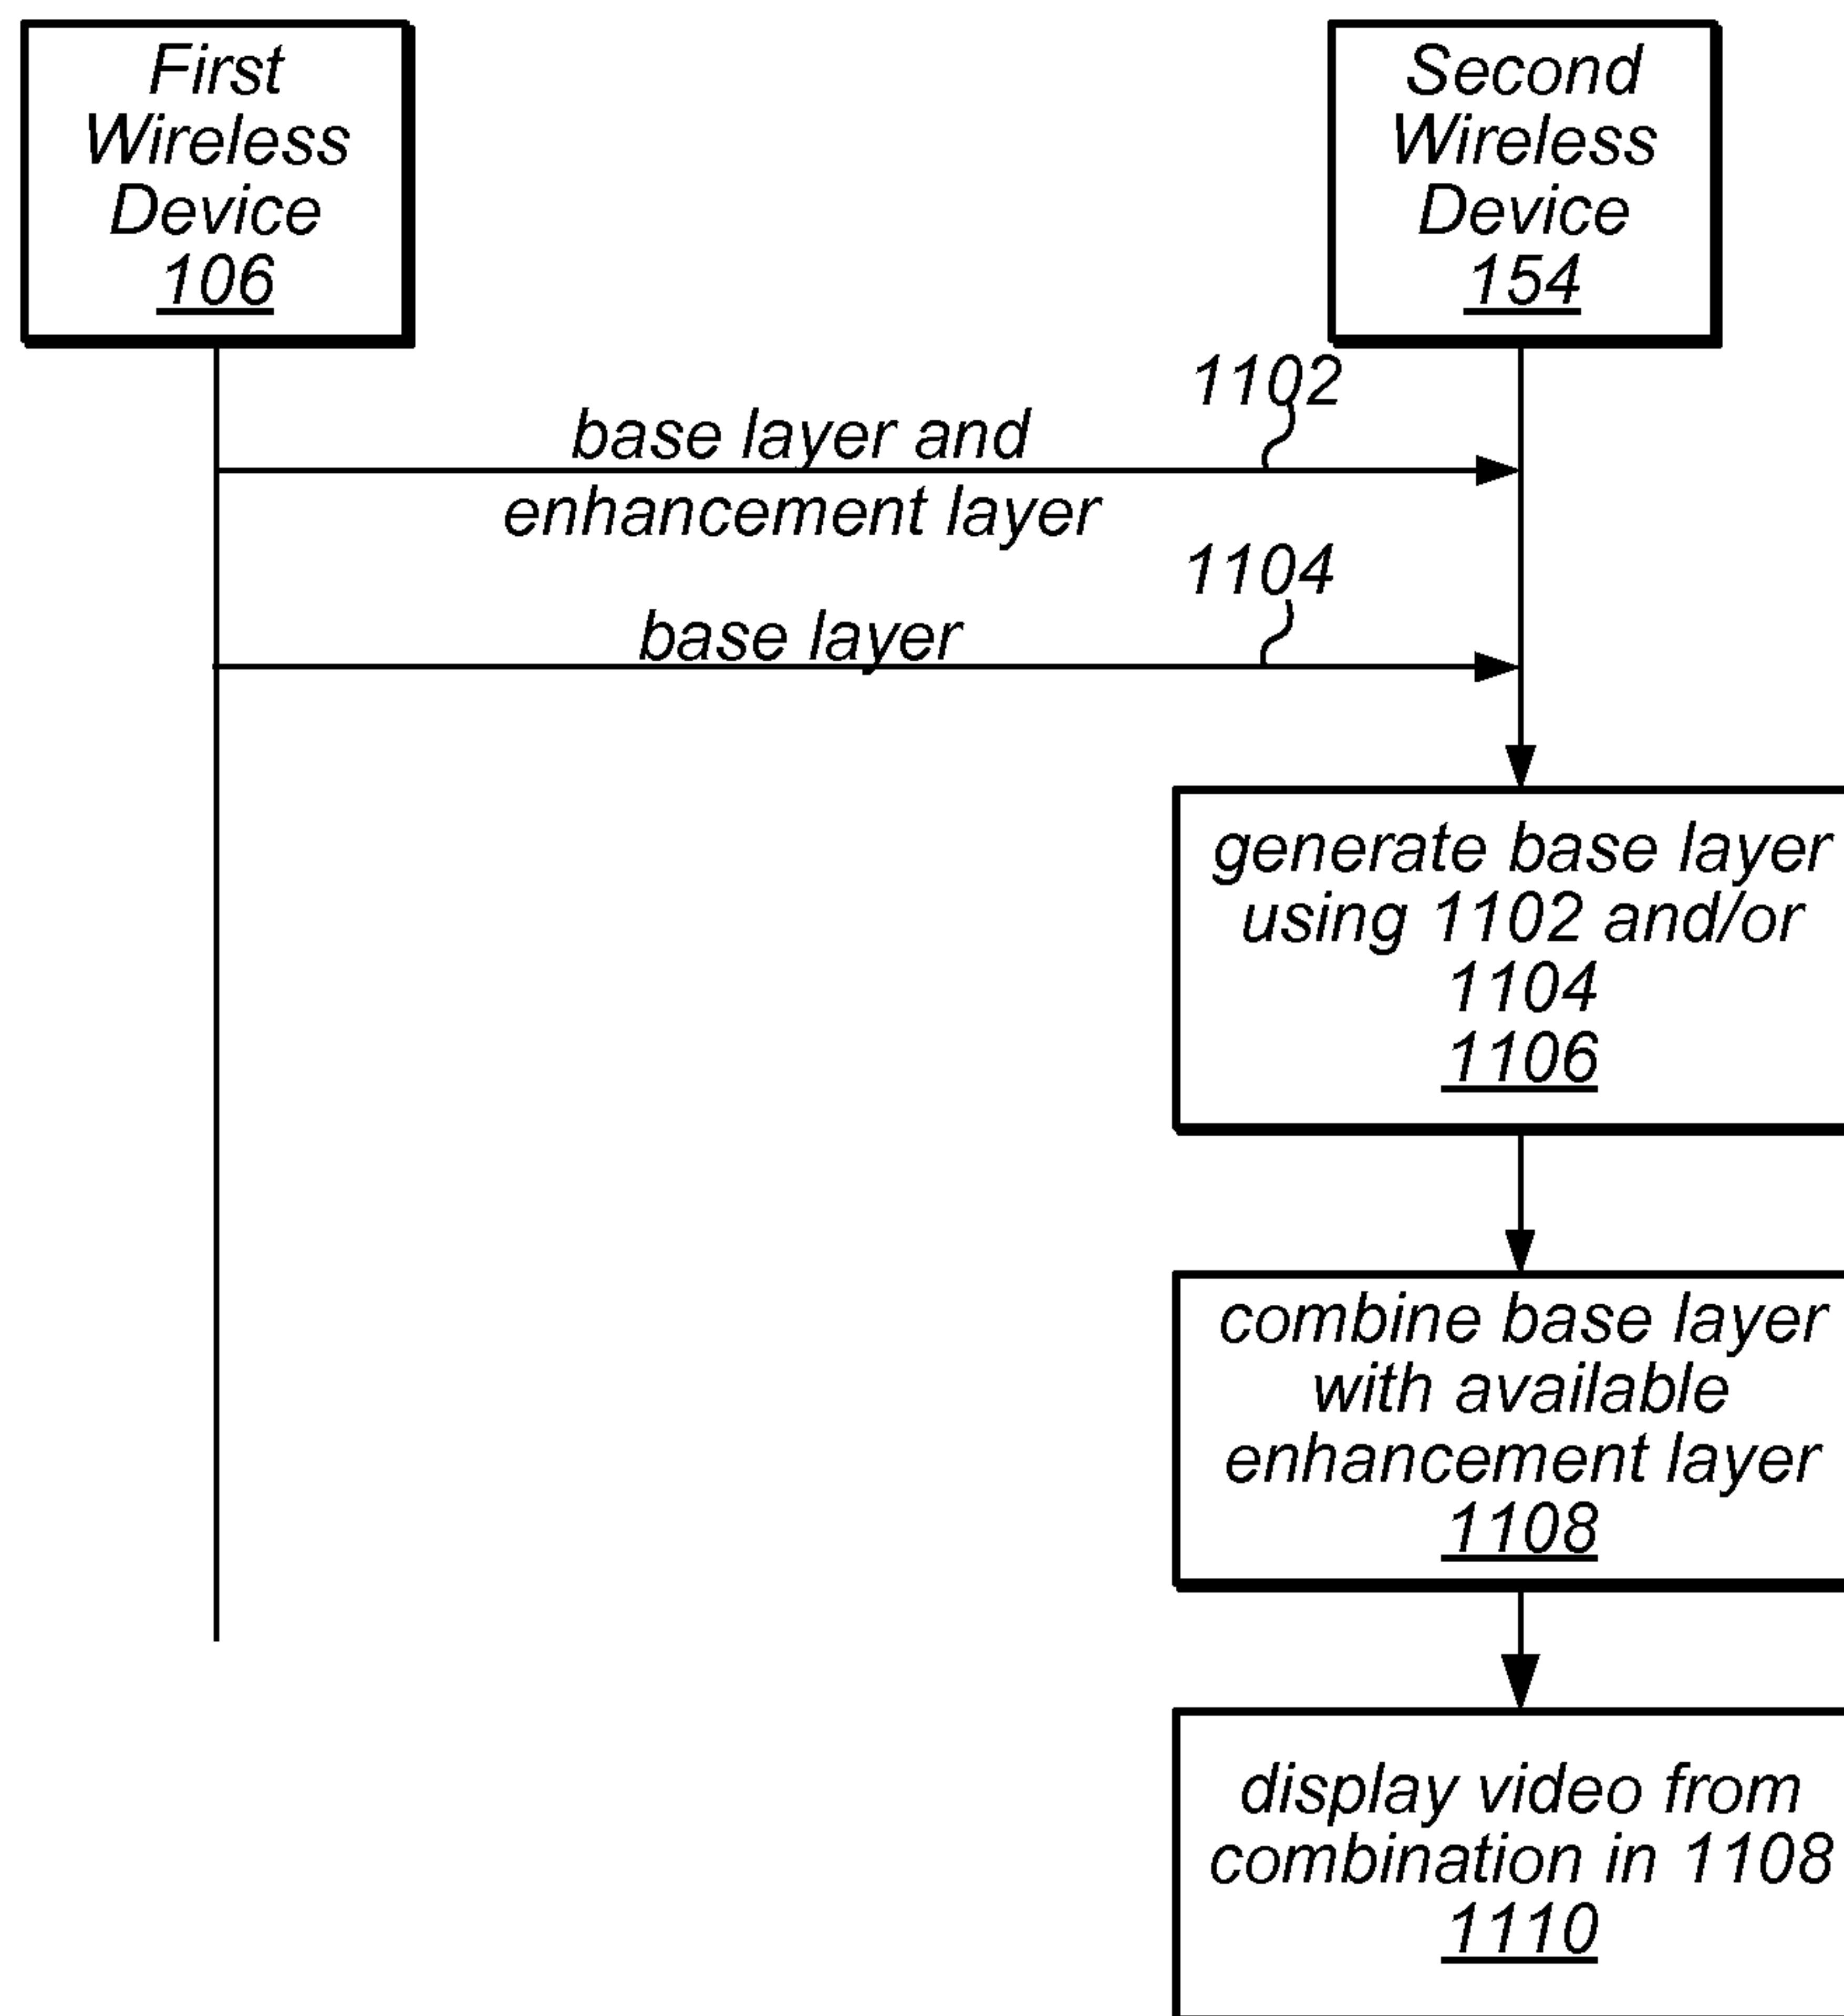 First
Wireless
Device
106
Second
Wireless
Device
154
1102
base layer and
enhancement layer
1104
base layer
generate base layer
using 1102 and/or
1104
1106
combine base layer
with available
enhancement layer
1108
display video from
combination in 1108
1110